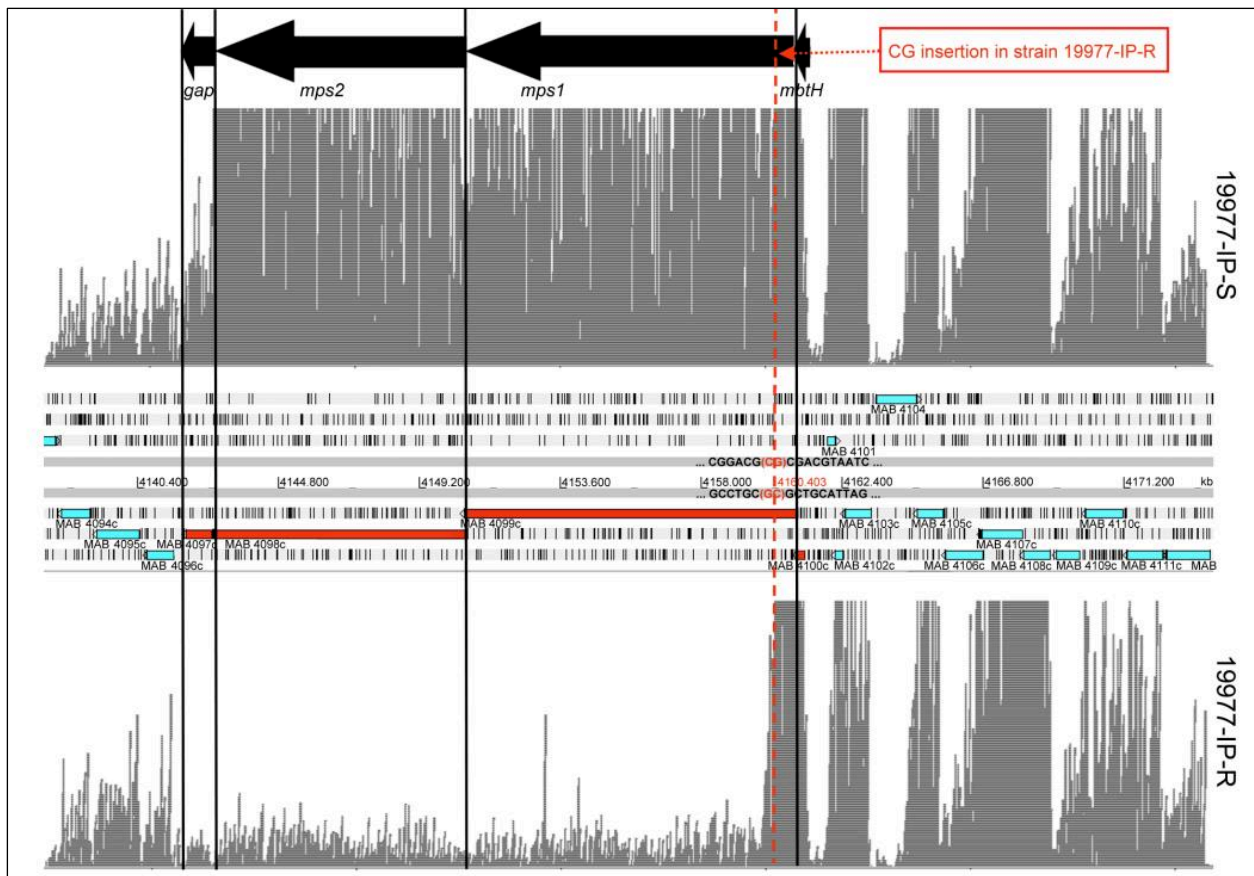 CG insertion in strain 19977-IP-R
gap
mps2
mps1
mbtH
19977-IP-S
MAB 4104
MAB 4101
... CGGACG(CG)CGACGTAATC ...
4140.400 4144.800 4149.200 4153.600 4158.000 4160.403 4162.400 4166.800 4171.200 kb
... GCCTGC(GC)GCTGCATTAG ...
MAB 4094c MAB 4099c MAB 4103c MAB 4105c MAB 4110c
MAB 4095c MAB 4097c MAB 4098c MAB 4107c
MAB 4096c MAB 4100c MAB 4102c MAB 4106c MAB 4108c MAB 4109c MAB 4111c MAB
19977-IP-R